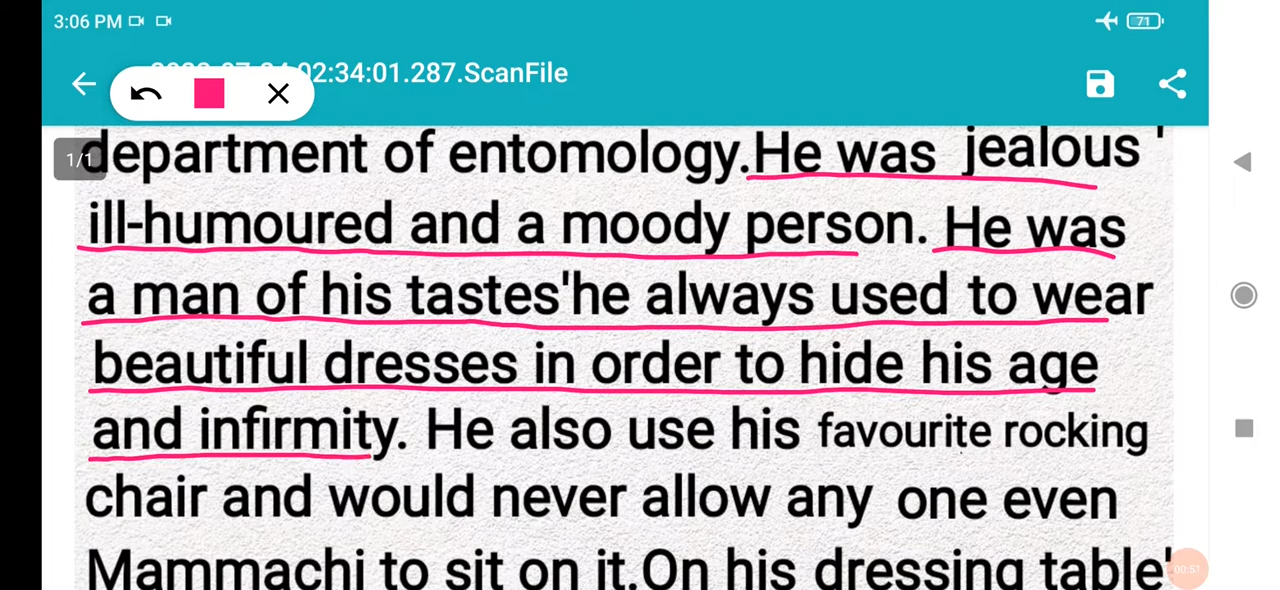 3:06 PM
71
02:34:01.287.ScanFile
1/1
department of entomology.He was jealous '
ill-humoured and a moody person. He was
a man of his tastes'he always used to wear
beautiful dresses in order to hide his age
and infirmity. He also use his favourite rocking
chair and would never allow any one even
Mammachi to sit on it.On his dressing table'
00:51